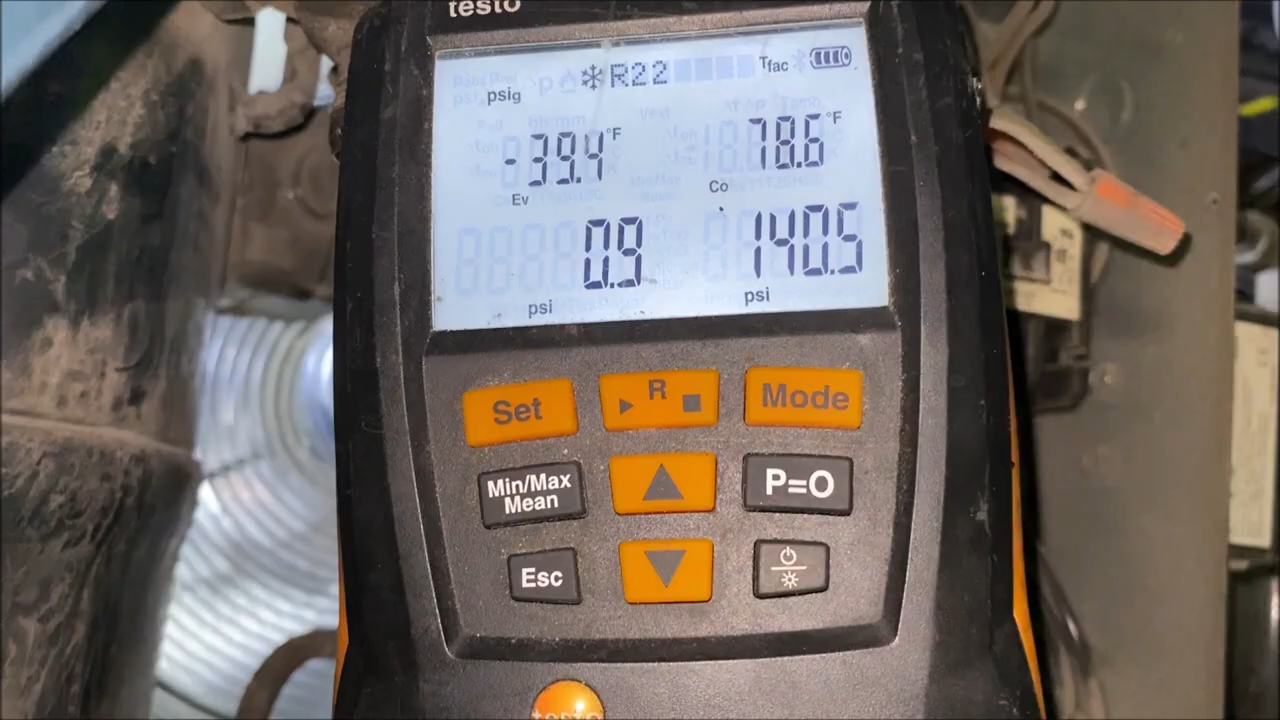 testo
R22 Tfac
psig
-39.4°F 78.6°F
Ev Co
0.9 140.5
psi psi
Set R Mode
Min/Max
Mean
P=O
Esc